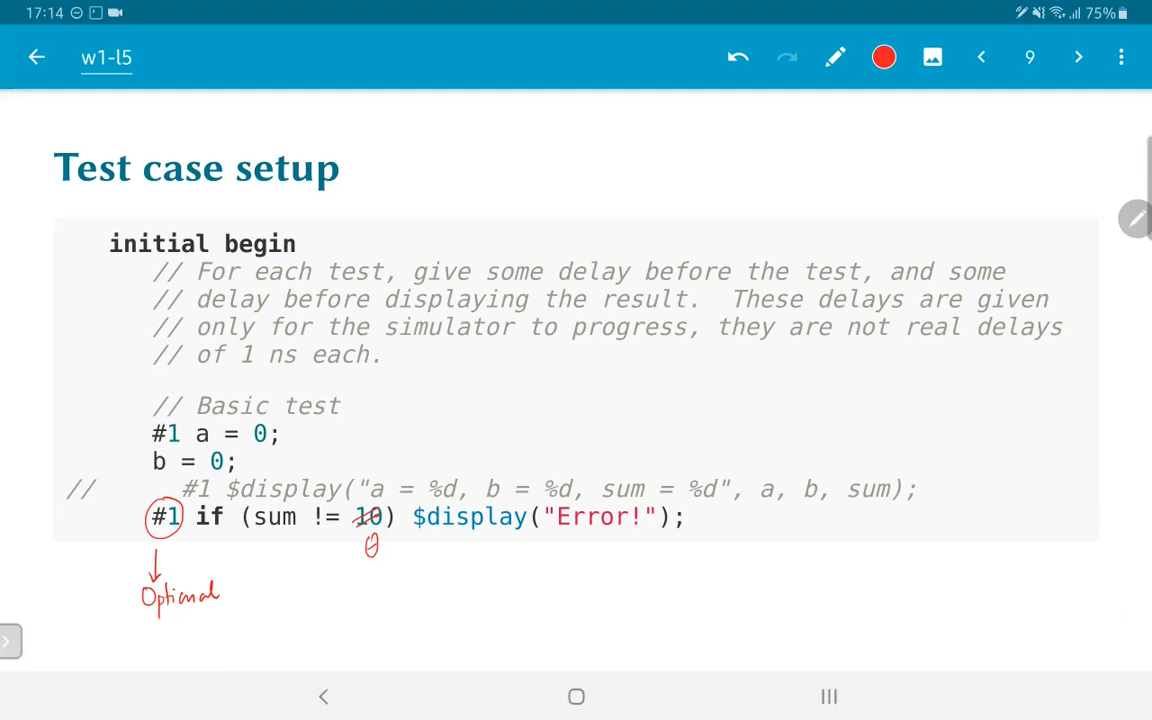 17:14 75%
w1-l5 9
Test case setup
initial begin
// For each test, give some delay before the test, and some
// delay before displaying the result. These delays are given
// only for the simulator to progress, they are not real delays
// of 1 ns each.
// Basic test
#1 a = 0;
b = 0;
// #1 $display("a = %d, b = %d, sum = %d", a, b, sum);
#1 if (sum != 10) $display("Error!");
0
Optional